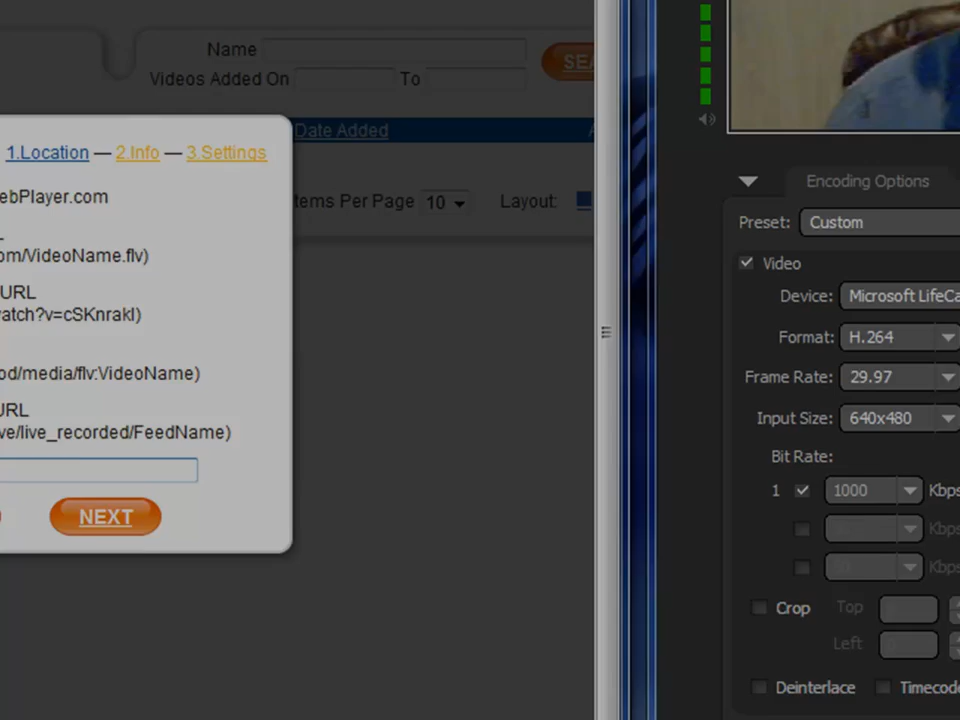 Name
SEA
Videos Added On To
Date Added
1.Location — 2.Info — 3.Settings
ebPlayer.com
Items Per Page 10 Layout:
om/VideoName.flv)
URL
vatch?v=cSKnrakI)
od/media/flv:VideoName)
URL
ve/live_recorded/FeedName)
NEXT
Encoding Options
Preset: Custom
Video
Device: Microsoft LifeCa
Format: H.264
Frame Rate: 29.97
Input Size: 640x480
Bit Rate:
1 1000 Kbps
Kbps
Kbps
Crop Top
Left
Deinterlace Timecode